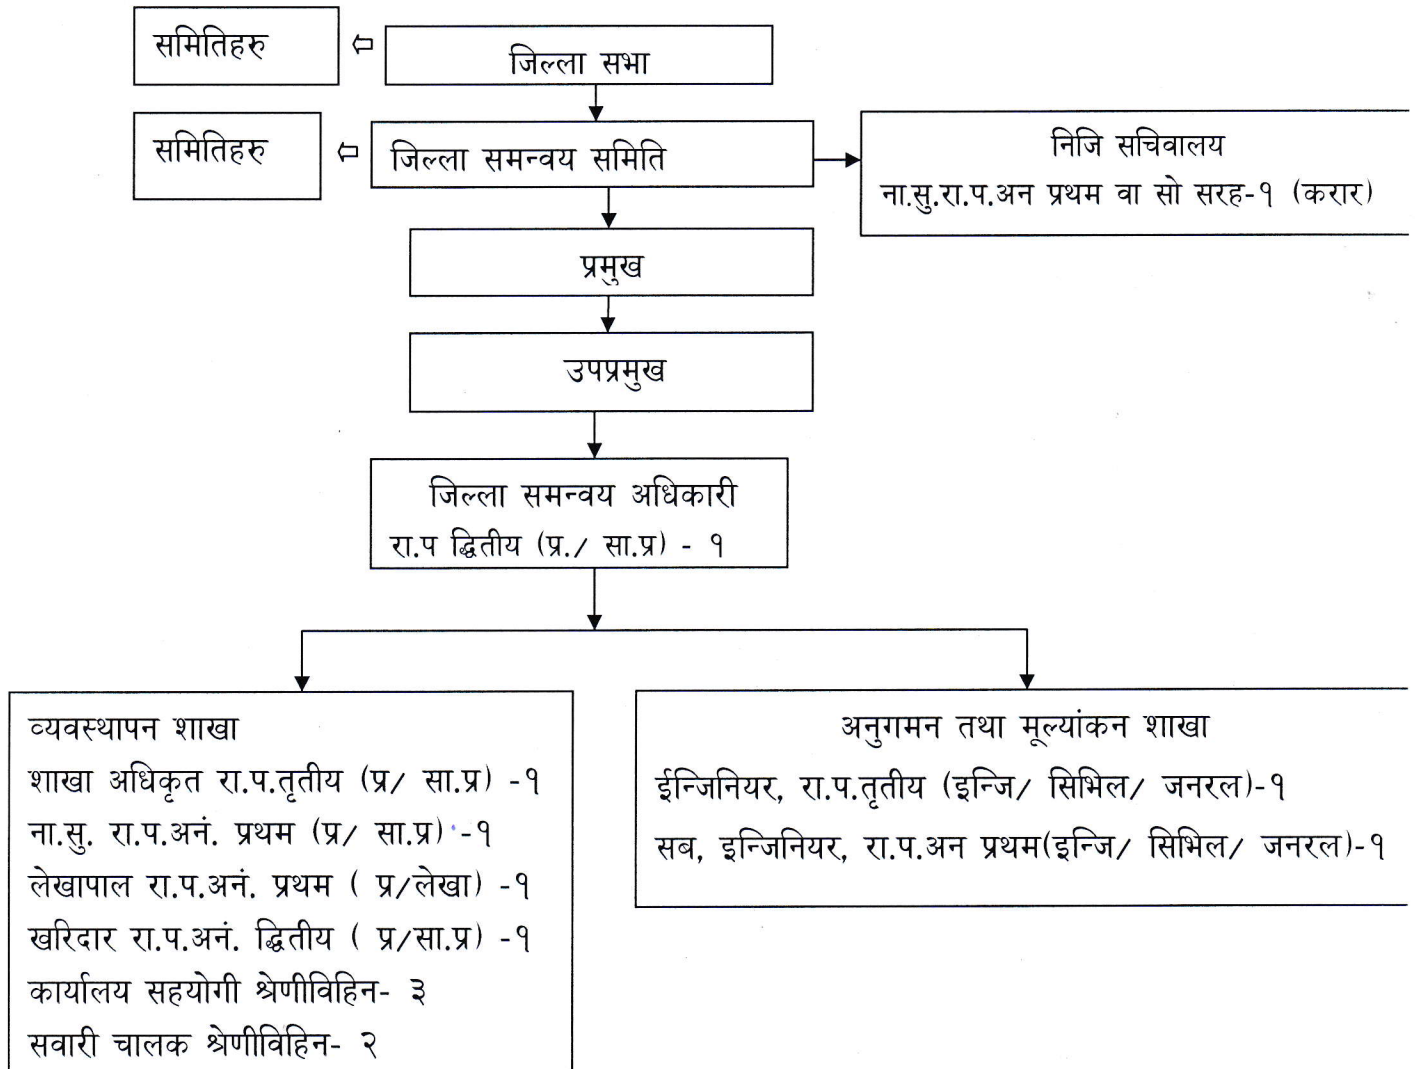 समितिहरु
जिल्ला सभा
समितिहरु
जिल्ला समन्वय समिति
निजि सचिवालय
ना.सु.रा.प.अन प्रथम वा सो सरह-१ (करार)
प्रमुख
उपप्रमुख
जिल्ला समन्वय अधिकारी
रा.प द्धितीय (प्र./ सा.प्र) - १
व्यवस्थापन शाखा
शाखा अधिकृत रा.प.तृतीय (प्र/ सा.प्र) -१
ना.सु. रा.प.अनं. प्रथम (प्र/ सा.प्र) -१
लेखापाल रा.प.अनं. प्रथम ( प्र/लेखा) -१
खरिदार रा.प.अनं. द्धितीय ( प्र/सा.प्र) -१
कार्यालय सहयोगी श्रेणीविहिन- ३
सवारी चालक श्रेणीविहिन- २
अनुगमन तथा मूल्यांकन शाखा
ईन्जिनियर, रा.प.तृतीय (इन्जि/ सिभिल/ जनरल)-१
सब, इन्जिनियर, रा.प.अन प्रथम(इन्जि/ सिभिल/ जनरल)-१